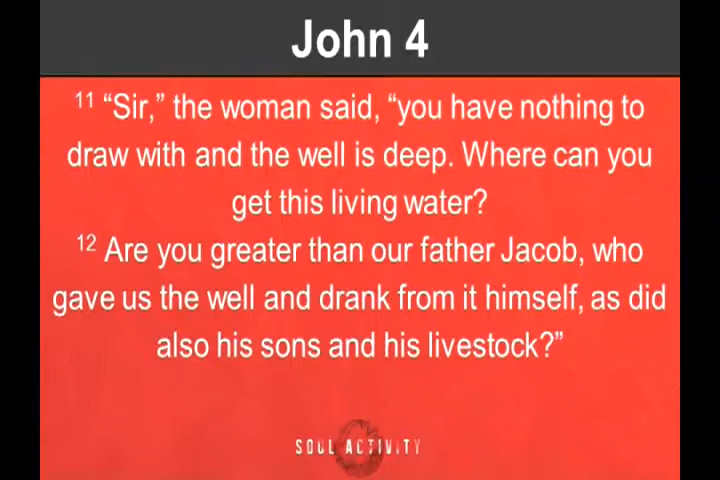 John 4
11 “Sir,” the woman said, “you have nothing to
draw with and the well is deep. Where can you
get this living water?
12 Are you greater than our father Jacob, who
gave us the well and drank from it himself, as did
also his sons and his livestock?”
SOUL ACTIVITY